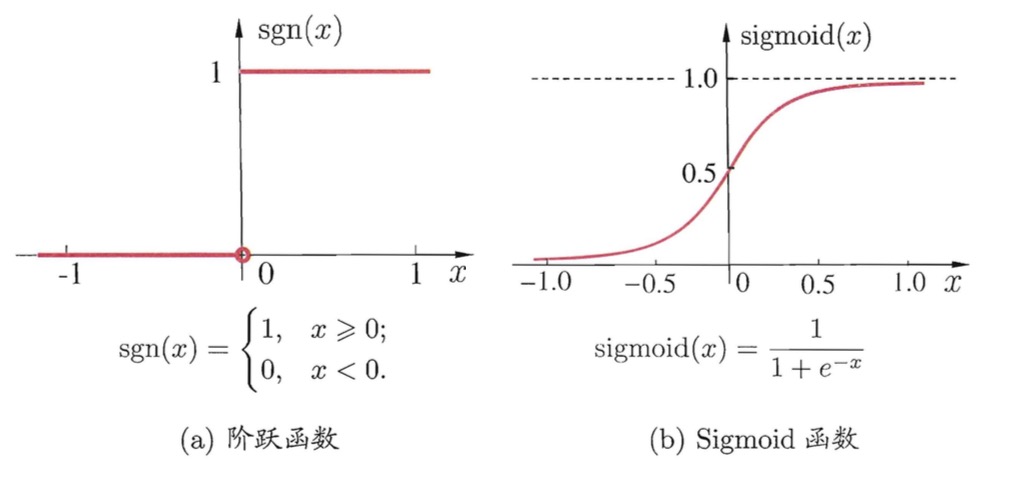 sgn(x)
1
-1
0
1
x
sgn(x) = { 1, x ⩾ 0;
0, x < 0.
(a) 阶跃函数
sigmoid(x)
1.0
0.5
−1.0
−0.5
0
0.5
1.0
x
sigmoid(x) = 1 / (1 + e^{−x})
(b) Sigmoid 函数